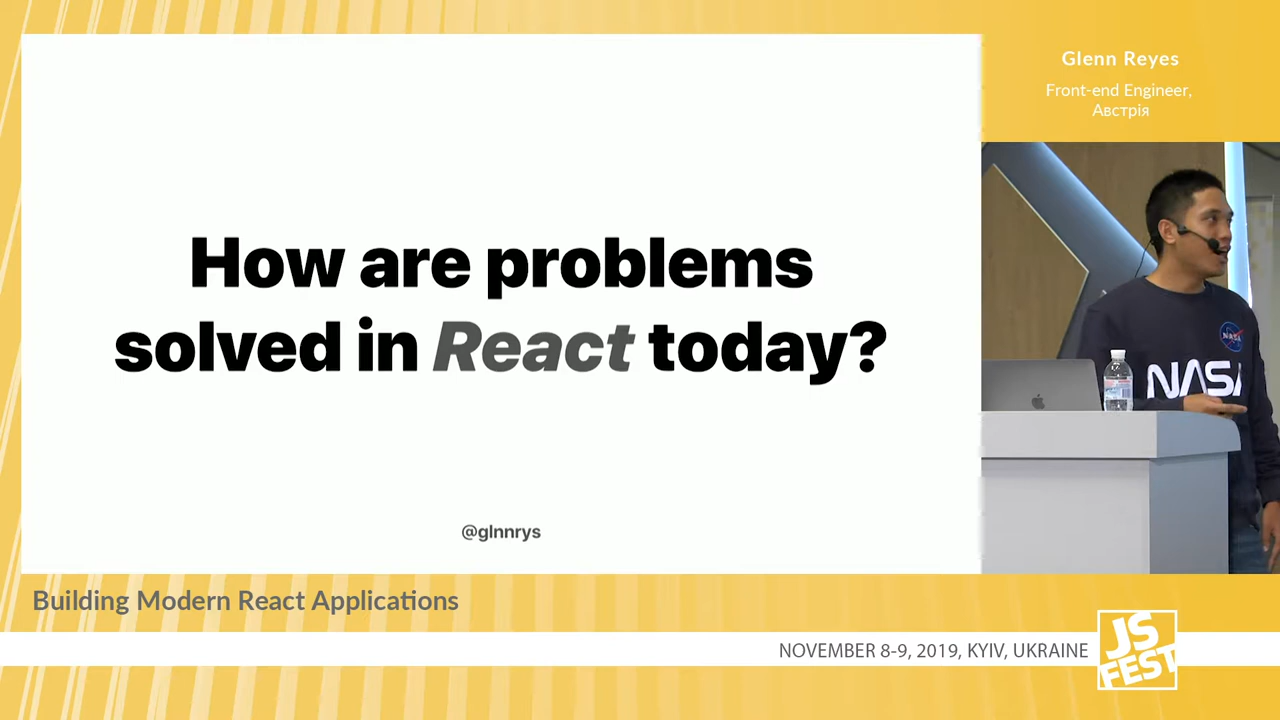 Glenn Reyes
Front-end Engineer,
Австрія
How are problems
solved in React today?
@glnnrys
NASA
NASA
Building Modern React Applications
NOVEMBER 8-9, 2019, KYIV, UKRAINE
JS
FEST